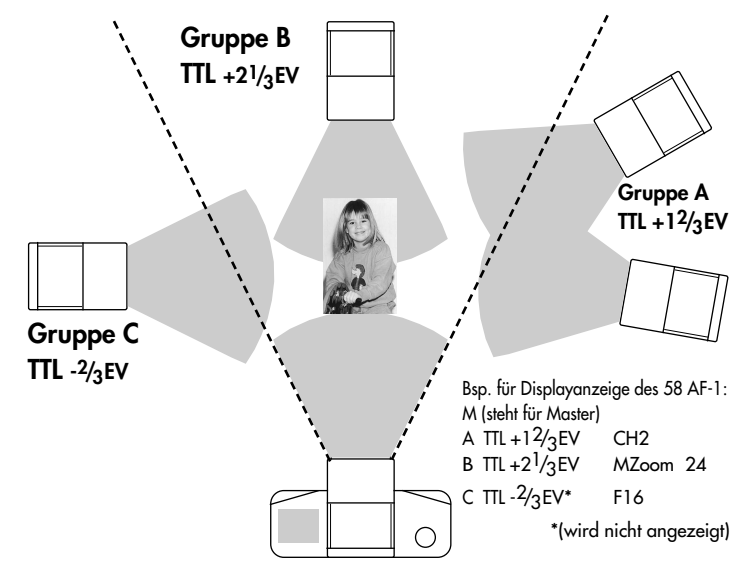 Gruppe B
TTL +2 1/3EV
Gruppe A
TTL +1 2/3EV
Gruppe C
TTL -2/3EV
Bsp. für Displayanzeige des 58 AF-1:
M (steht für Master)
A TTL +1 2/3EV CH2
B TTL +2 1/3EV MZoom 24
C TTL -2/3EV* F16
*(wird nicht angezeigt)